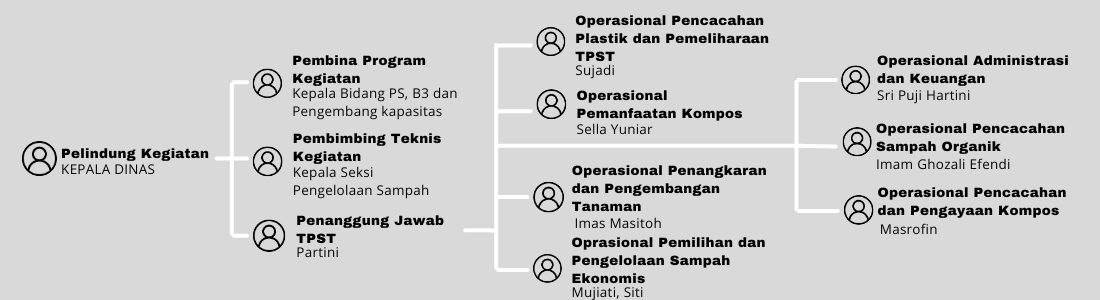 Pelindung Kegiatan
KEPALA DINAS
Pembina Program
Kegiatan
Kepala Bidang PS, B3 dan
Pengembang kapasitas
Pembimbing Teknis
Kegiatan
Kepala Seksi
Pengelolaan Sampah
Penanggung Jawab
TPST
Partini
Operasional Pencacahan
Plastik dan Pemeliharaan
TPST
Sujadi
Operasional
Pemanfaatan Kompos
Sella Yuniar
Operasional Penangkaran
dan Pengembangan
Tanaman
Imas Masitoh
Oprasional Pemilihan dan
Pengelolaan Sampah
Ekonomis
Mujiati, Siti
Operasional Administrasi
dan Keuangan
Sri Puji Hartini
Operasional Pencacahan
Sampah Organik
Imam Ghozali Efendi
Operasional Pencacahan
dan Pengayaan Kompos
Masrofin